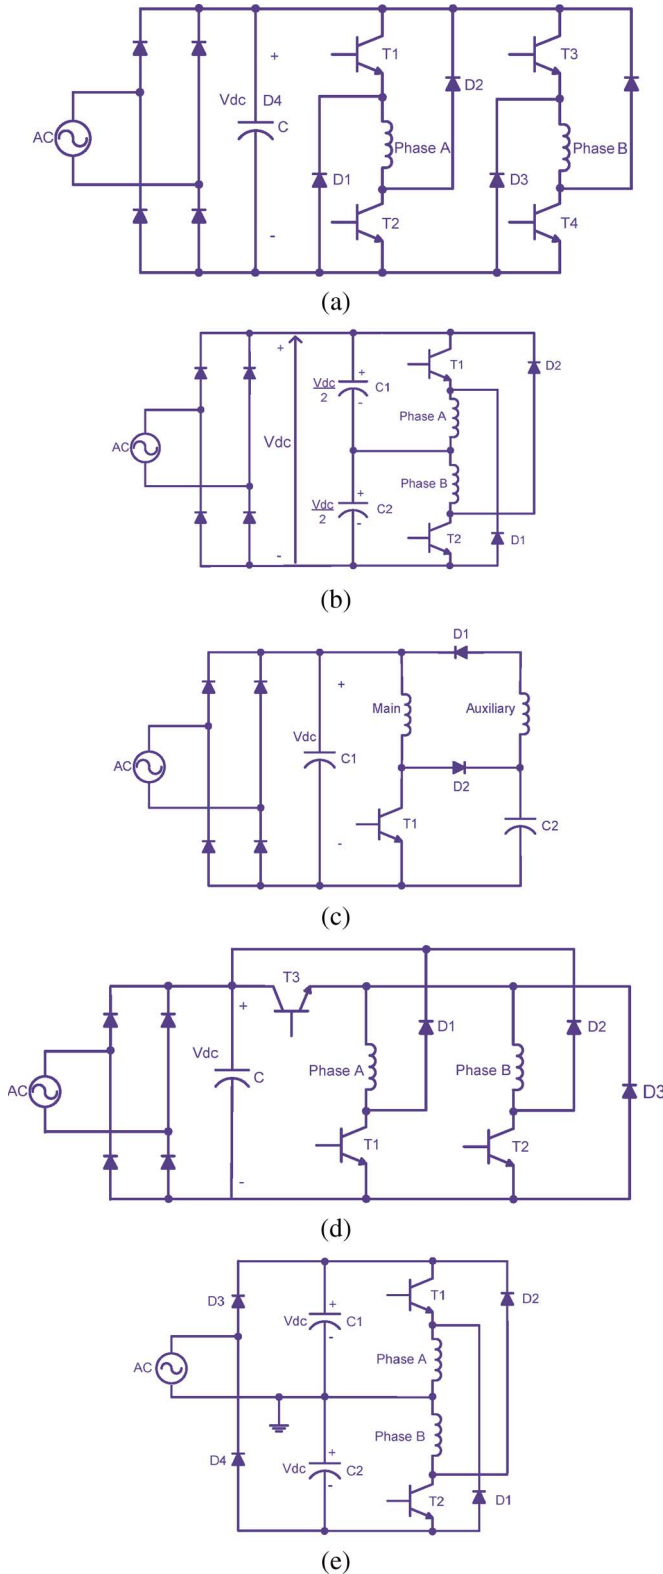 T1
T3
+
Vdc
D4
D2
AC
C
Phase A
Phase B
D1
D3
T2
T4
-
(a)
+
T1
D2
+
Vdc
2
C1
-
Phase A
AC
Vdc
Phase B
+
Vdc
2
C2
-
T2
D1
-
(b)
D1
+
Main
Auxiliary
Vdc
AC
C1
D2
T1
C2
-
(c)
T3
+
D1
D2
Vdc
Phase A
Phase B
AC
C
D3
T1
T2
-
(d)
T1
D3
D2
+
Vdc
C1
-
Phase A
AC
Phase B
+
D4
Vdc
C2
-
T2
D1
(e)